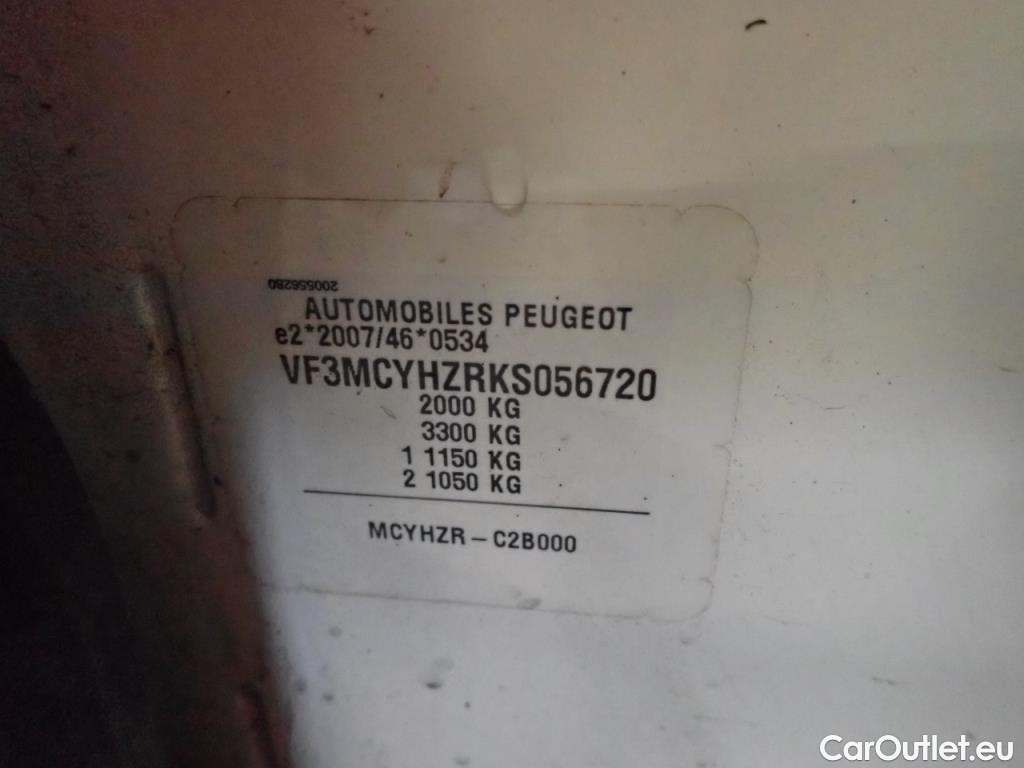 200556280
AUTOMOBILES PEUGEOT
e2*2007/46*0534
VF3MCYHZRKS056720
2000 KG
3300 KG
1 1150 KG
2 1050 KG
MCYHZR – C2B000
CarOutlet.eu